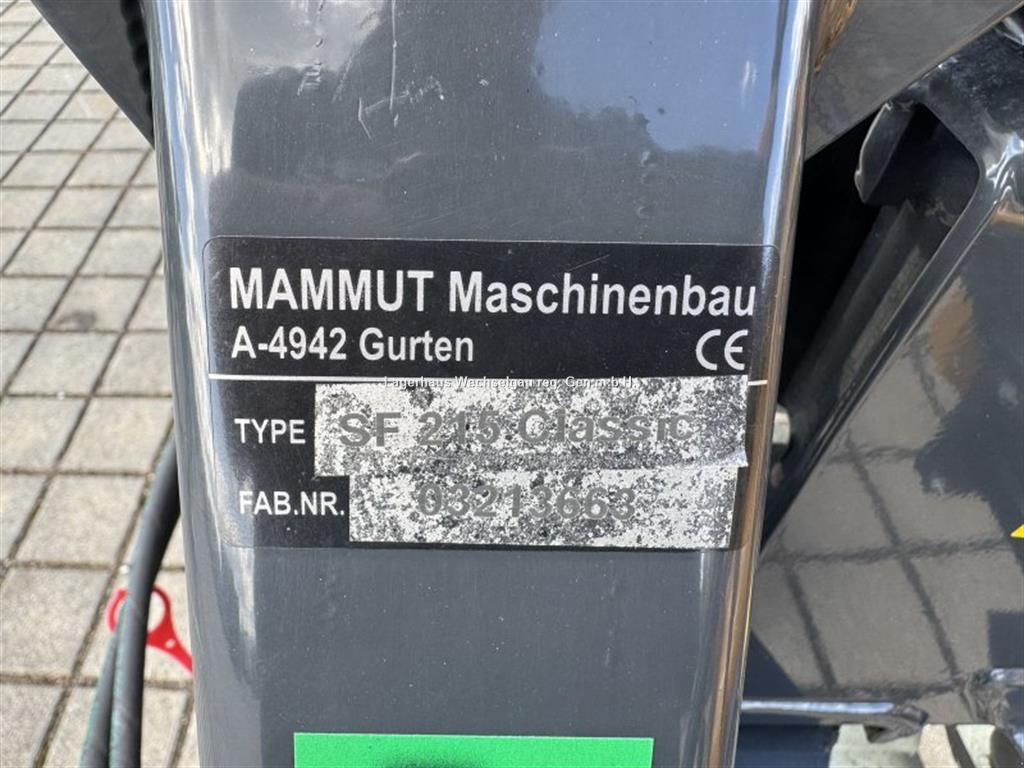 MAMMUT Maschinenbau
A-4942 Gurten CE
Lagerhaus Wechselgau reg. Gen.m.b.H.
TYPE SF 215 Classic
FAB.NR. 03213663